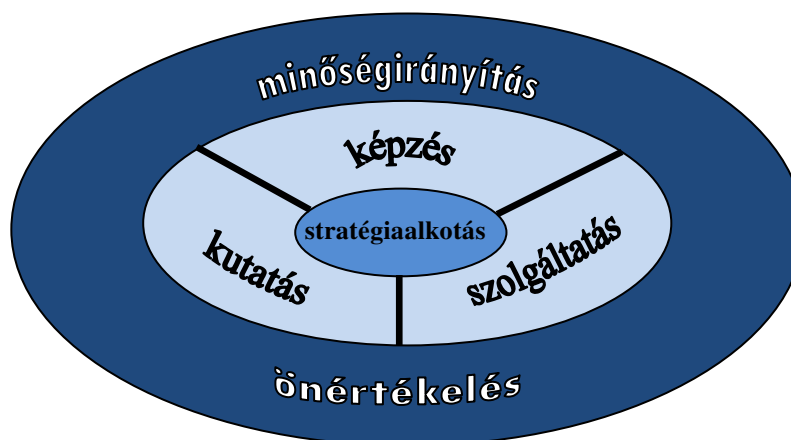 minőségirányítás
képzés
stratégiaalkotás
kutatás
szolgáltatás
önértékelés